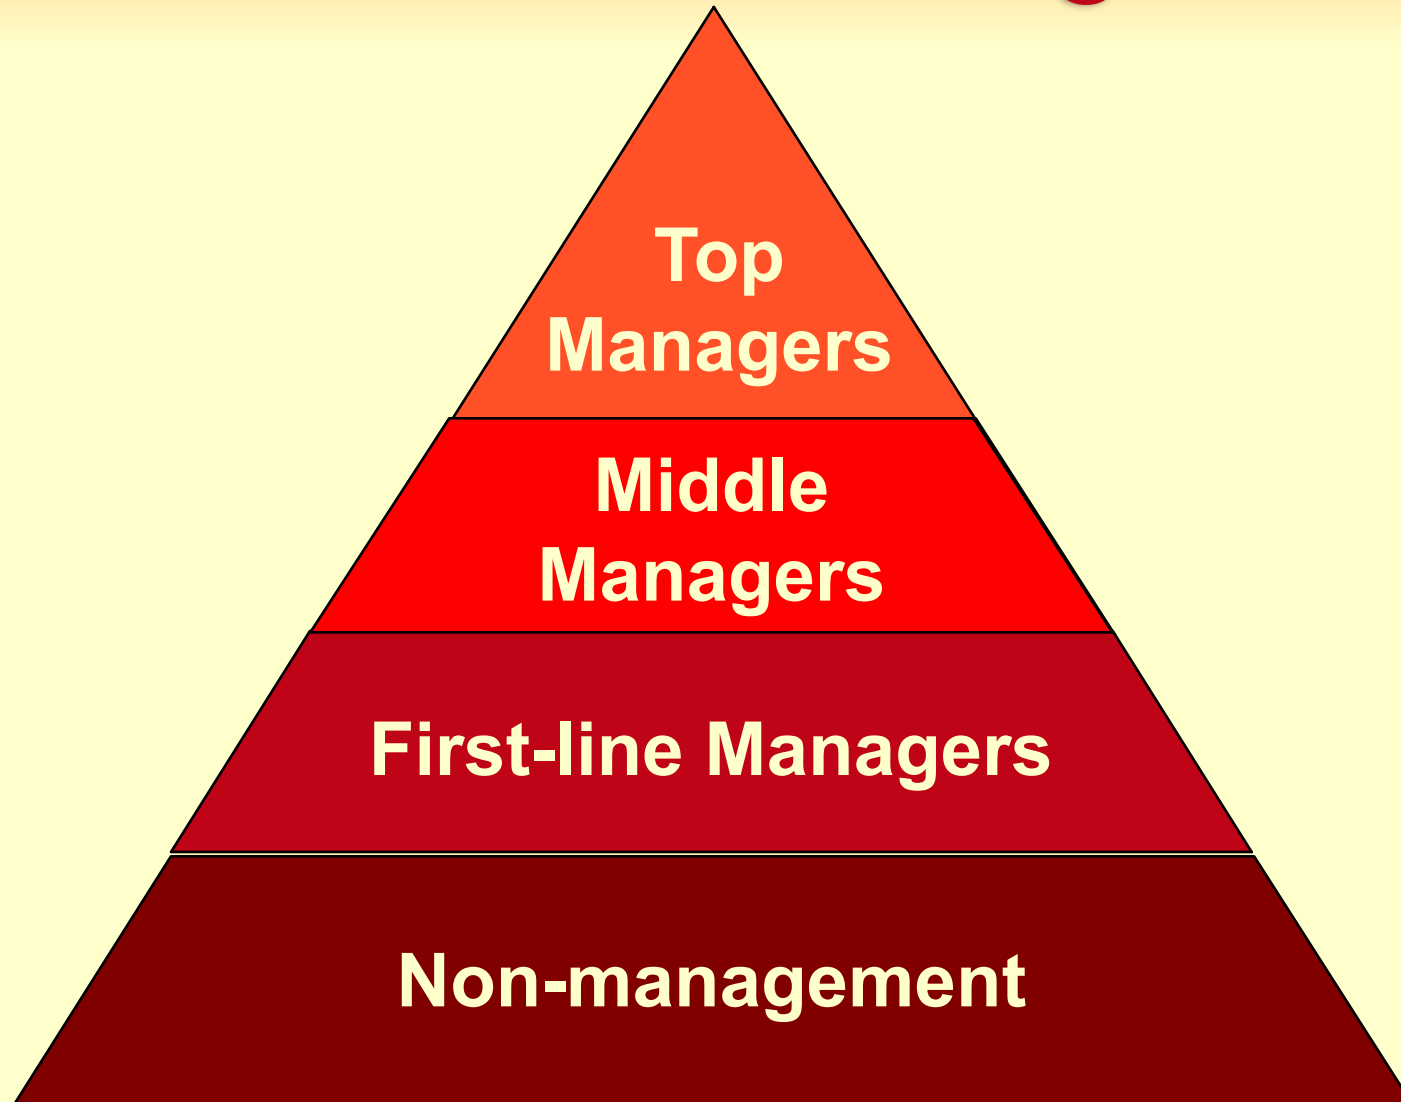 Top
Managers
Middle
Managers
First-line Managers
Non-management